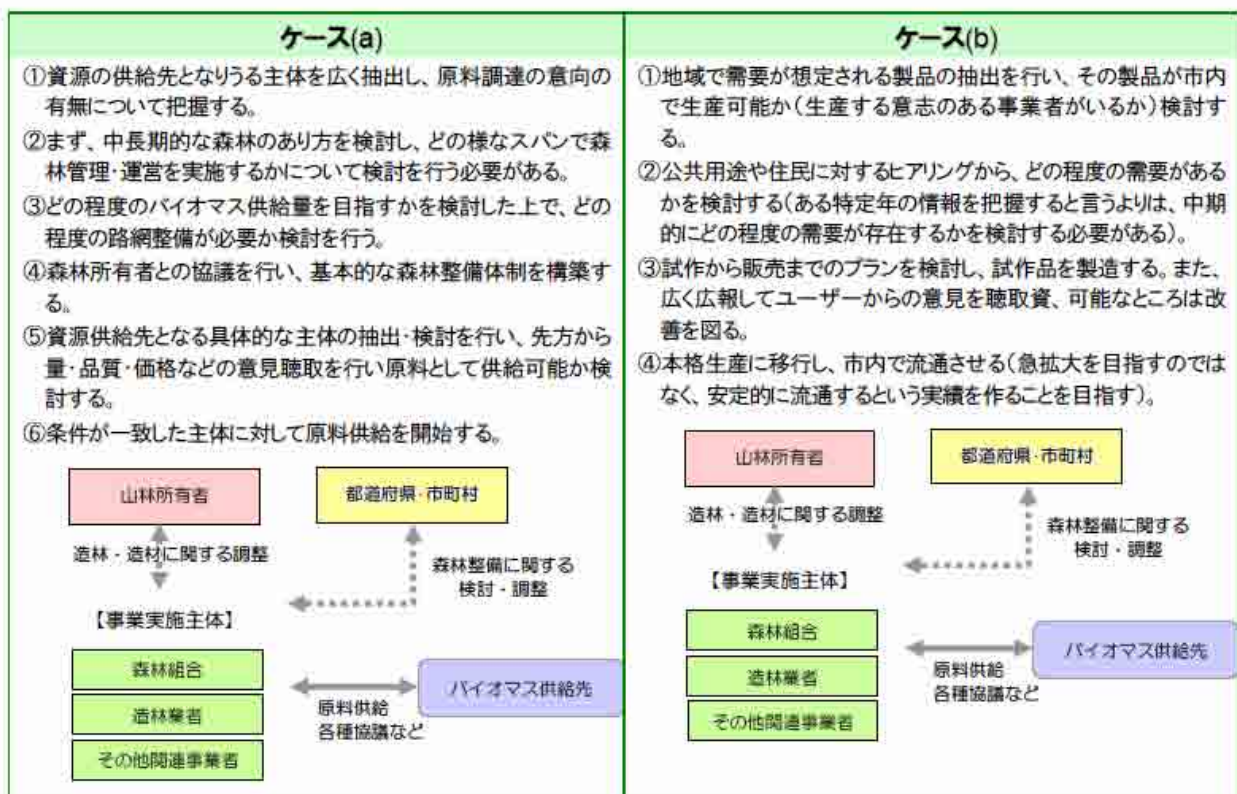 ケース(a)
①資源の供給先となりうる主体を広く抽出し、原料調達の意向の
有無について把握する。
②まず、中長期的な森林のあり方を検討し、どの様なスパンで森
林管理・運営を実施するかについて検討を行う必要がある。
③どの程度のバイオマス供給量を目指すかを検討した上で、どの
程度の路網整備が必要か検討を行う。
④森林所有者との協議を行い、基本的な森林整備体制を構築す
る。
⑤資源供給先となる具体的な主体の抽出・検討を行い、先方から
量・品質・価格などの意見聴取を行い原料として供給可能か検
討する。
⑥条件が一致した主体に対して原料供給を開始する。
山林所有者
都道府県・市町村
造林・造材に関する調整
森林整備に関する
検討・調整
【事業実施主体】
森林組合
造林業者
その他関連事業者
バイオマス供給先
原料供給
各種協議など
ケース(b)
①地域で需要が想定される製品の抽出を行い、その製品が市内
で生産可能か(生産する意志のある事業者がいるか)検討す
る。
②公共用途や住民に対するヒアリングから、どの程度の需要がある
かを検討する(ある特定年の情報を把握すると言うよりは、中期
的にどの程度の需要が存在するかを検討する必要がある)。
③試作から販売までのプランを検討し、試作品を製造する。また、
広く広報してユーザーからの意見を聴取資、可能なところは改
善を図る。
④本格生産に移行し、市内で流通させる(急拡大を目指すのでは
なく、安定的に流通するという実績を作ることを目指す)。
山林所有者
都道府県・市町村
造林・造材に関する調整
森林整備に関する
検討・調整
【事業実施主体】
森林組合
造林業者
その他関連事業者
バイオマス供給先
原料供給
各種協議など